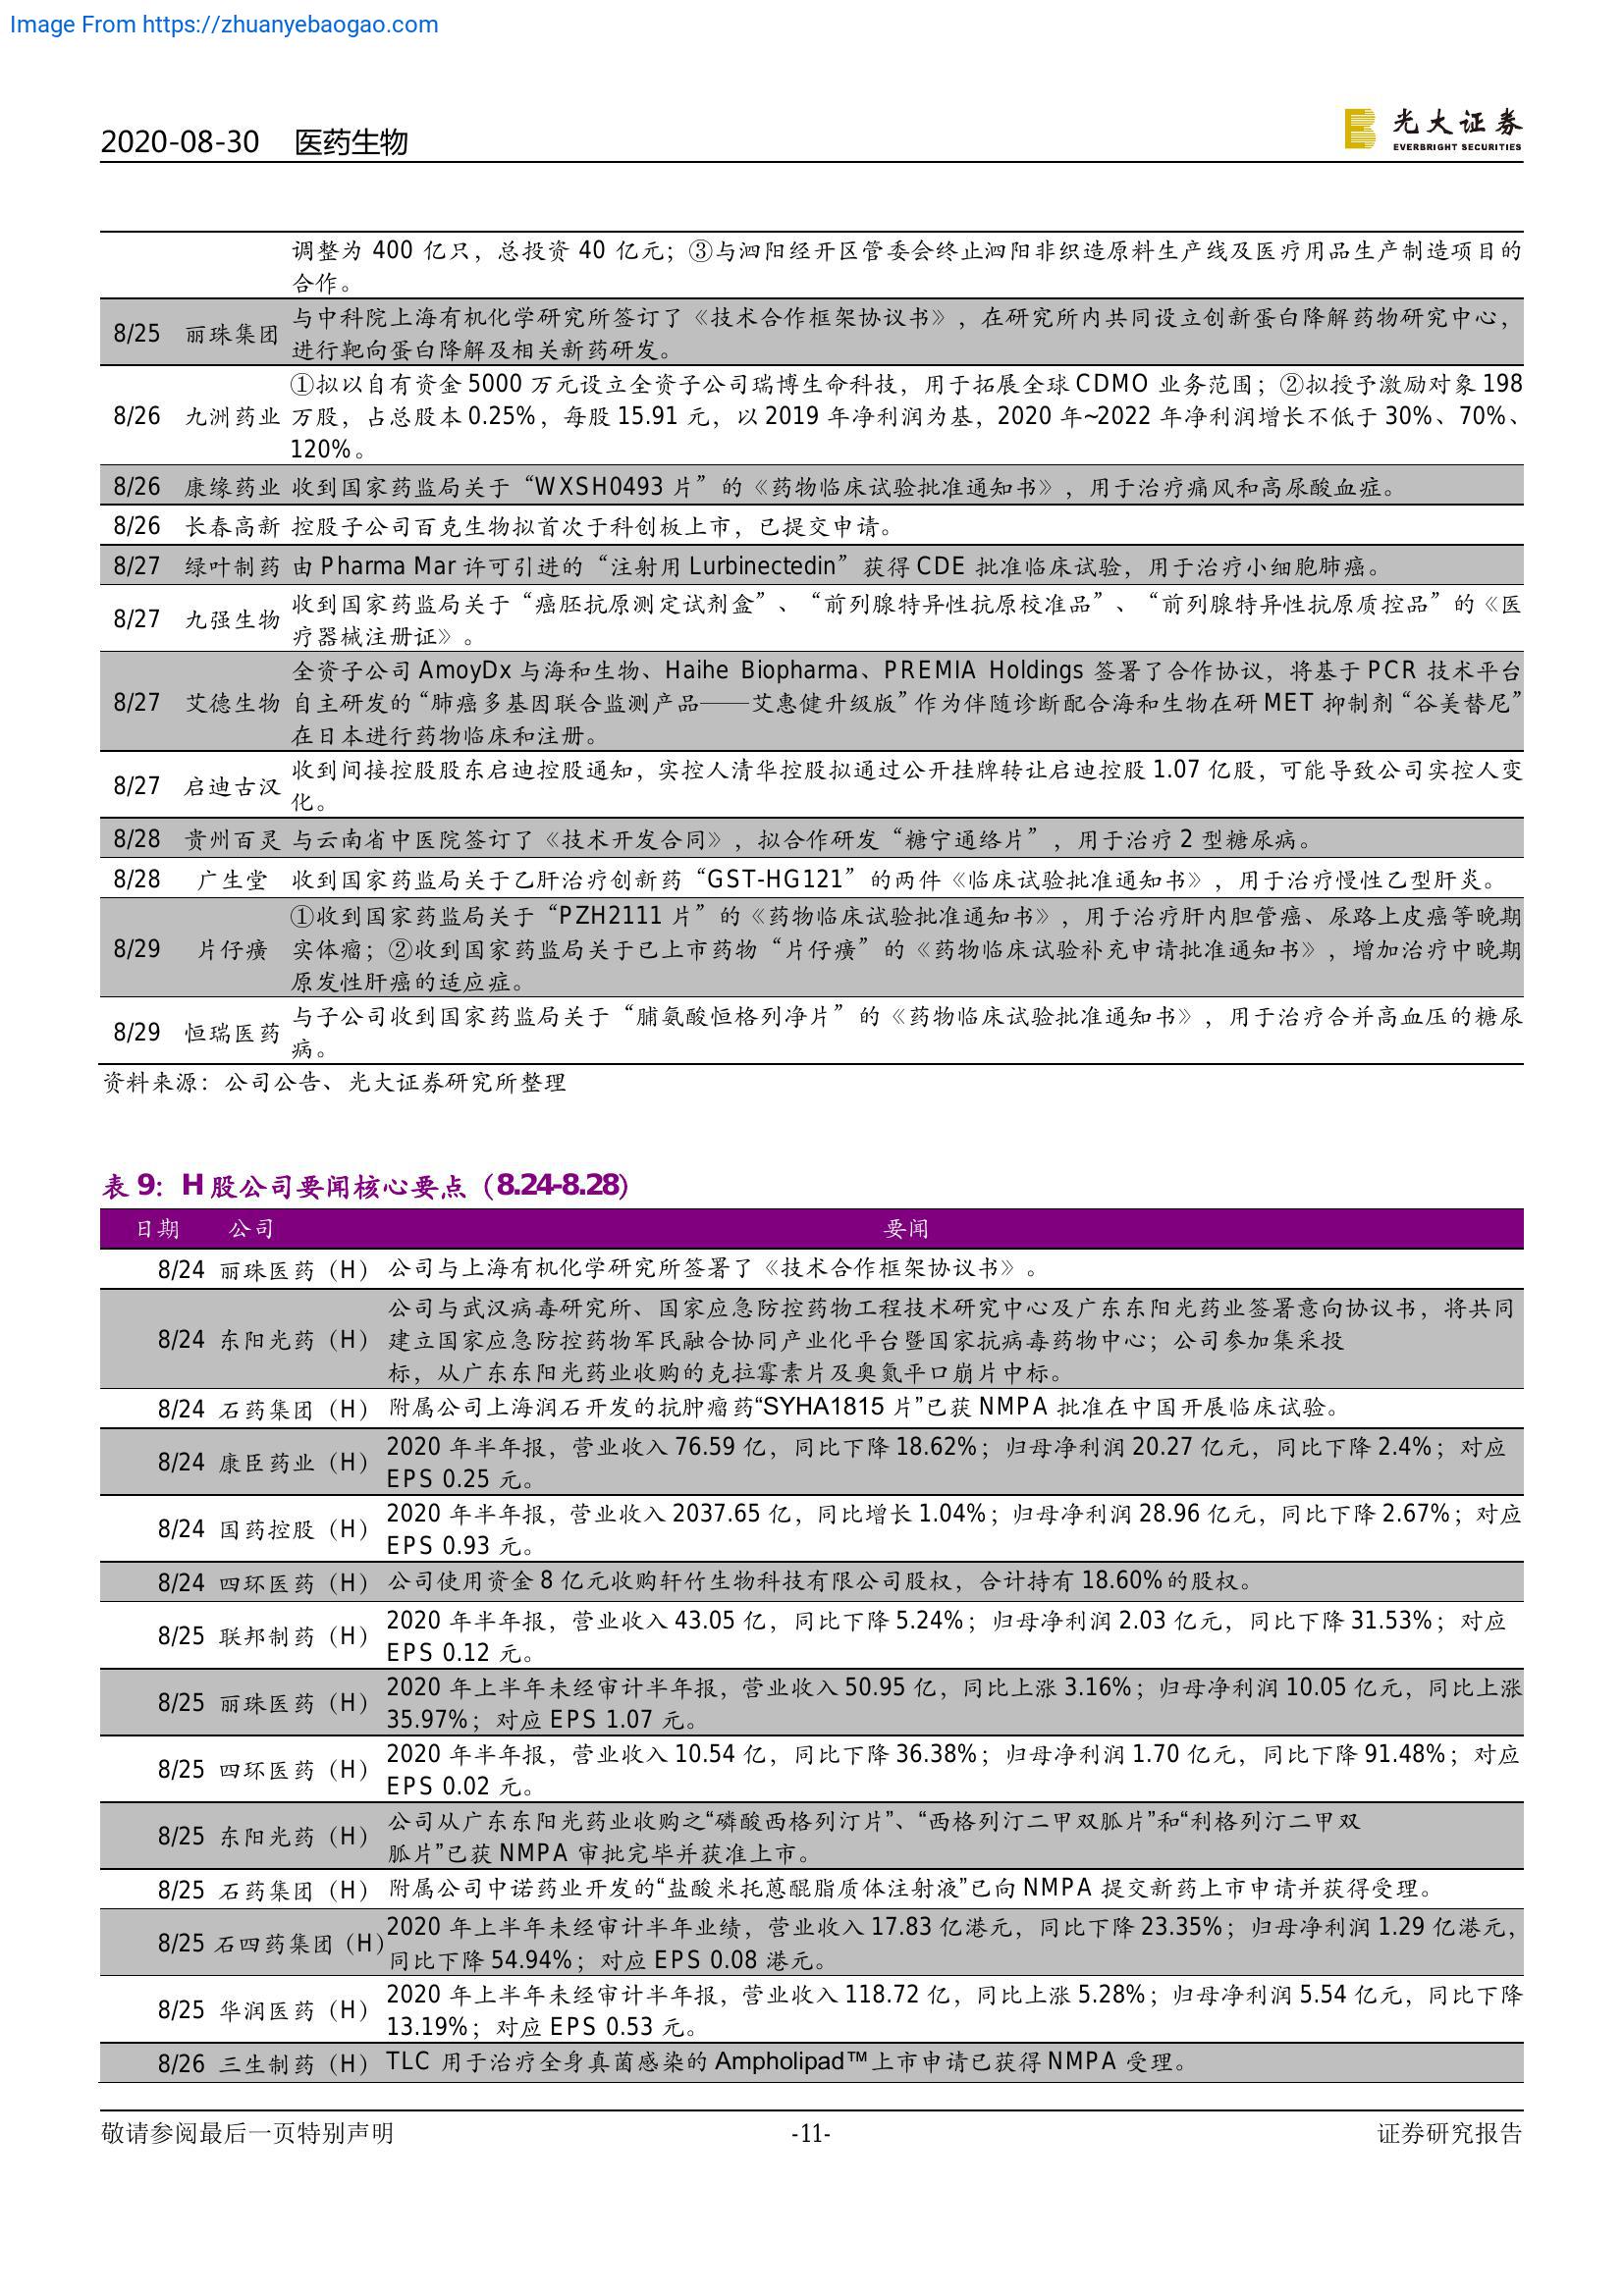 Image From https://zhuanyebaogao.com
2020-08-30 医药生物
光大证券
EVERBRIGHT SECURITIES
调整为 400 亿只，总投资 40 亿元；③与泗阳经开区管委会终止泗阳非织造原料生产线及医疗用品生产制造项目的
合作。
8/25 丽珠集团 与中科院上海有机化学研究所签订了《技术合作框架协议书》，在研究所内共同设立创新蛋白降解药物研究中心，
进行靶向蛋白降解及相关新药研发。
①拟以自有资金 5000 万元设立全资子公司瑞博生命科技，用于拓展全球 CDMO 业务范围；②拟授予激励对象 198
8/26 九洲药业 万股，占总股本 0.25%，每股 15.91 元，以 2019 年净利润为基，2020 年~2022 年净利润增长不低于 30%、70%、
120%。
8/26 康缘药业 收到国家药监局关于“WXSH0493 片”的《药物临床试验批准通知书》，用于治疗痛风和高尿酸血症。
8/26 长春高新 控股子公司百克生物拟首次于科创板上市，已提交申请。
8/27 绿叶制药 由 Pharma Mar 许可引进的“注射用 Lurbinectedin”获得 CDE 批准临床试验，用于治疗小细胞肺癌。
8/27 九强生物 收到国家药监局关于“癌胚抗原测定试剂盒”、“前列腺特异性抗原校准品”、“前列腺特异性抗原质控品”的《医
疗器械注册证》。
全资子公司 AmoyDx 与海和生物、Haihe Biopharma、PREMIA Holdings 签署了合作协议，将基于 PCR 技术平台
8/27 艾德生物 自主研发的“肺癌多基因联合监测产品——艾惠健升级版”作为伴随诊断配合海和生物在研 MET 抑制剂“谷美替尼”
在日本进行药物临床和注册。
8/27 启迪古汉 收到间接控股股东启迪控股通知，实控人清华控股拟通过公开挂牌转让启迪控股 1.07 亿股，可能导致公司实控人变
化。
8/28 贵州百灵 与云南省中医院签订了《技术开发合同》，拟合作研发“糖宁通络片”，用于治疗 2 型糖尿病。
8/28 广生堂 收到国家药监局关于乙肝治疗创新药“GST-HG121”的两件《临床试验批准通知书》，用于治疗慢性乙型肝炎。
①收到国家药监局关于“PZH2111 片”的《药物临床试验批准通知书》，用于治疗肝内胆管癌、尿路上皮癌等晚期
8/29 片仔癀 实体瘤；②收到国家药监局关于已上市药物“片仔癀”的《药物临床试验补充申请批准通知书》，增加治疗中晚期
原发性肝癌的适应症。
8/29 恒瑞医药 与子公司收到国家药监局关于“脯氨酸恒格列净片”的《药物临床试验批准通知书》，用于治疗合并高血压的糖尿
病。
资料来源：公司公告、光大证券研究所整理
表 9：H 股公司要闻核心要点（8.24-8.28）
日期 公司 要闻
8/24 丽珠医药（H） 公司与上海有机化学研究所签署了《技术合作框架协议书》。
公司与武汉病毒研究所、国家应急防控药物工程技术研究中心及广东东阳光药业签署意向协议书，将共同
8/24 东阳光药（H） 建立国家应急防控药物军民融合协同产业化平台暨国家抗病毒药物中心；公司参加集采投
标，从广东东阳光药业收购的克拉霉素片及奥氮平口崩片中标。
8/24 石药集团（H） 附属公司上海润石开发的抗肿瘤药“SYHA1815 片”已获 NMPA 批准在中国开展临床试验。
8/24 康臣药业（H） 2020 年半年报，营业收入 76.59 亿，同比下降 18.62%；归母净利润 20.27 亿元，同比下降 2.4%；对应
EPS 0.25 元。
8/24 国药控股（H） 2020 年半年报，营业收入 2037.65 亿，同比增长 1.04%；归母净利润 28.96 亿元，同比下降 2.67%；对应
EPS 0.93 元。
8/24 四环医药（H） 公司使用资金 8 亿元收购轩竹生物科技有限公司股权，合计持有 18.60%的股权。
8/25 联邦制药（H） 2020 年半年报，营业收入 43.05 亿，同比下降 5.24%；归母净利润 2.03 亿元，同比下降 31.53%；对应
EPS 0.12 元。
8/25 丽珠医药（H） 2020 年上半年未经审计半年报，营业收入 50.95 亿，同比上涨 3.16%；归母净利润 10.05 亿元，同比上涨
35.97%；对应 EPS 1.07 元。
8/25 四环医药（H） 2020 年半年报，营业收入 10.54 亿，同比下降 36.38%；归母净利润 1.70 亿元，同比下降 91.48%；对应
EPS 0.02 元。
8/25 东阳光药（H） 公司从广东东阳光药业收购之“磷酸西格列汀片”、“西格列汀二甲双胍片”和“利格列汀二甲双
胍片”已获 NMPA 审批完毕并获准上市。
8/25 石药集团（H） 附属公司中诺药业开发的“盐酸米托蒽醌脂质体注射液”已向 NMPA 提交新药上市申请并获得受理。
8/25 石四药集团（H） 2020 年上半年未经审计半年业绩，营业收入 17.83 亿港元，同比下降 23.35%；归母净利润 1.29 亿港元，
同比下降 54.94%；对应 EPS 0.08 港元。
8/25 华润医药（H） 2020 年上半年未经审计半年报，营业收入 118.72 亿，同比上涨 5.28%；归母净利润 5.54 亿元，同比下降
13.19%；对应 EPS 0.53 元。
8/26 三生制药（H） TLC 用于治疗全身真菌感染的 Ampholipad™上市申请已获得 NMPA 受理。
敬请参阅最后一页特别声明 -11- 证券研究报告